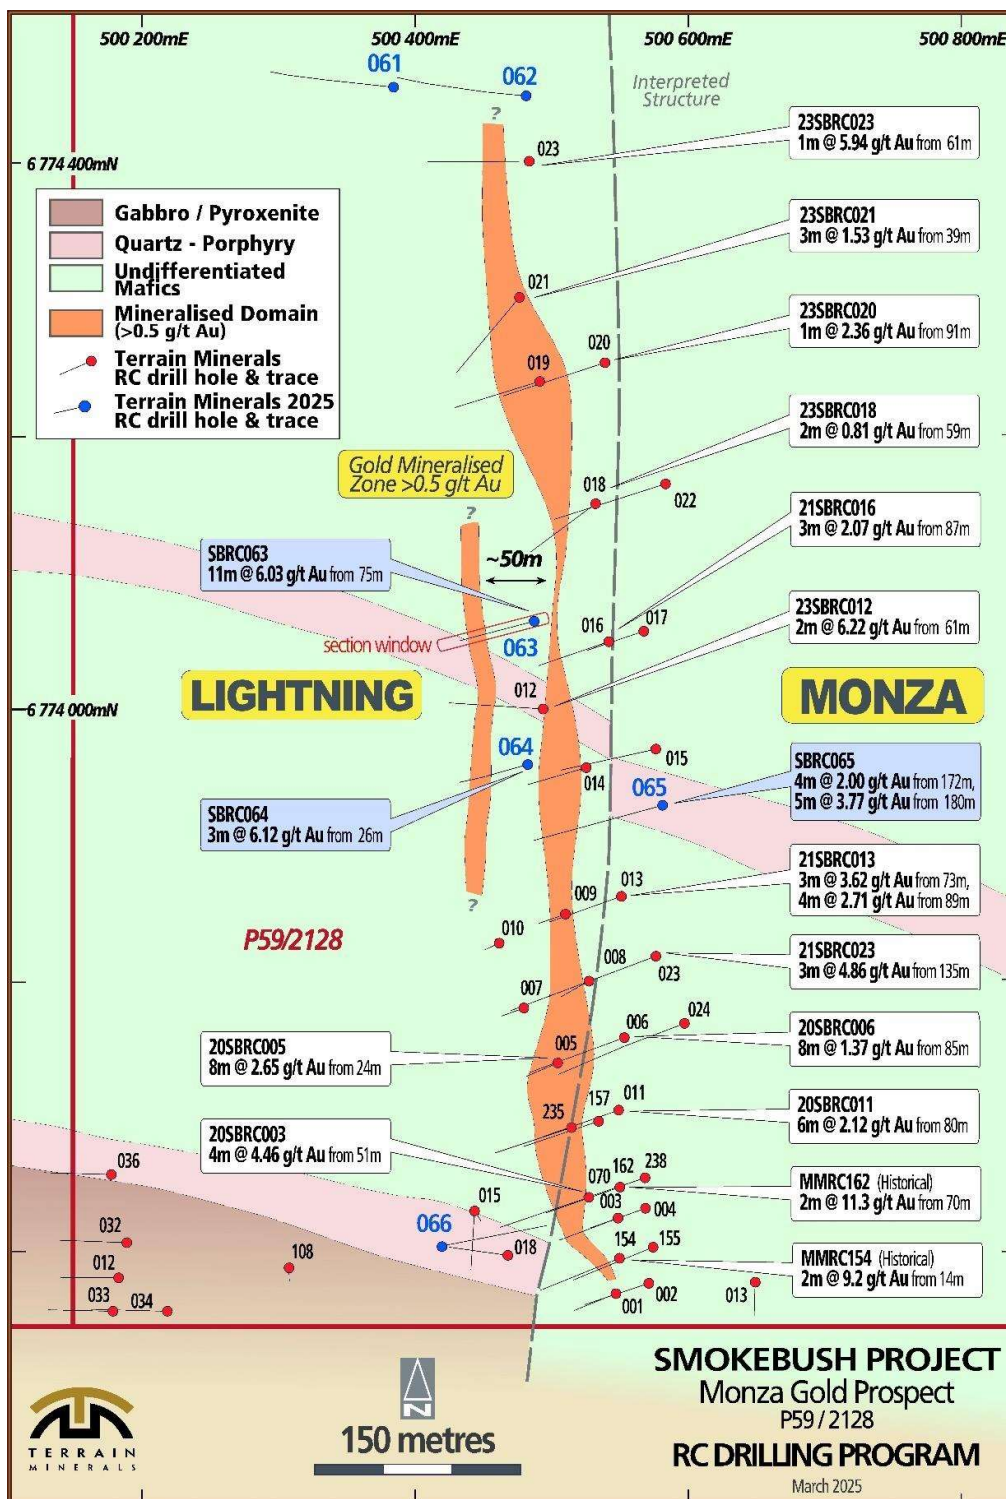 500 200mE
500 400mE
500 600mE
500 800mE
061
062
Interpreted
Structure
?
023
23SBRC023
1m @ 5.94 g/t Au from 61m
6 774 400mN
Gabbro / Pyroxenite
Quartz - Porphyry
Undifferentiated
Mafics
Mineralised Domain
(>0.5 g/t Au)
Terrain Minerals
RC drill hole & trace
Terrain Minerals 2025
RC drill hole & trace
23SBRC021
3m @ 1.53 g/t Au from 39m
021
23SBRC020
1m @ 2.36 g/t Au from 91m
020
019
23SBRC018
2m @ 0.81 g/t Au from 59m
Gold Mineralised
Zone >0.5 g/t Au
018
022
?
21SBRC016
3m @ 2.07 g/t Au from 87m
SBRC063
11m @ 6.03 g/t Au from 75m
~50m
23SBRC012
2m @ 6.22 g/t Au from 61m
016
017
section window
063
LIGHTNING
012
MONZA
6 774 000mN
064
015
014
065
SBRC065
4m @ 2.00 g/t Au from 172m,
5m @ 3.77 g/t Au from 180m
SBRC064
3m @ 6.12 g/t Au from 26m
21SBRC013
3m @ 3.62 g/t Au from 73m,
4m @ 2.71 g/t Au from 89m
013
009
?
010
P59/2128
21SBRC023
3m @ 4.86 g/t Au from 135m
008
023
007
024
006
20SBRC006
8m @ 1.37 g/t Au from 85m
20SBRC005
8m @ 2.65 g/t Au from 24m
005
157
011
235
20SBRC011
6m @ 2.12 g/t Au from 80m
20SBRC003
4m @ 4.46 g/t Au from 51m
036
070
162
238
MMRC162 (Historical)
2m @ 11.3 g/t Au from 70m
015
003
004
066
032
018
154
155
108
012
MMRC154 (Historical)
2m @ 9.2 g/t Au from 14m
033
034
001
002
013
SMOKEBUSH PROJECT
Monza Gold Prospect
P59 / 2128
RC DRILLING PROGRAM
March 2025
N
150 metres
TERRAIN
MINERALS